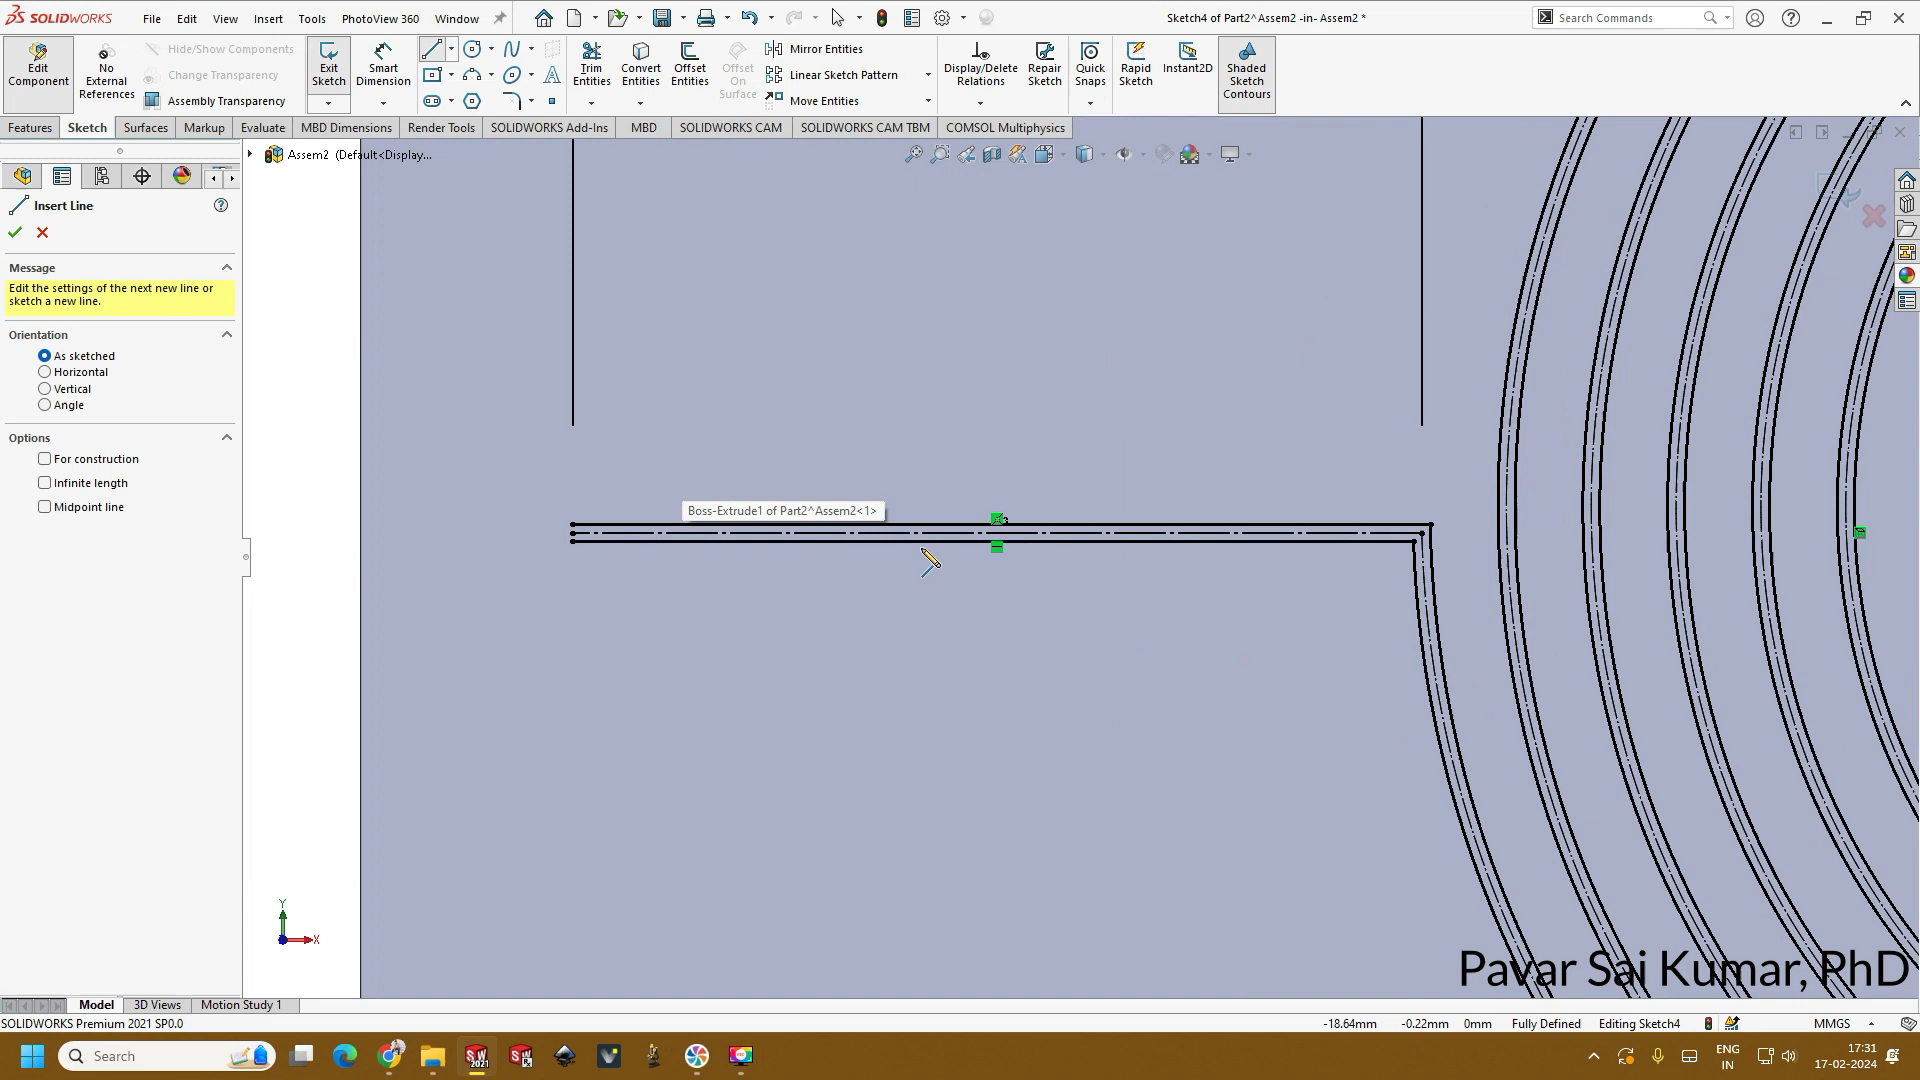 SOLIDWORKS File Edit View Insert Tools PhotoView 360 Window Sketch4 of Part2^Assem2 -in- Assem2 * Search Commands
Edit Component
No External References
Hide/Show Components
Change Transparency
Assembly Transparency
Exit Sketch
Smart Dimension
Trim Entities
Convert Entities
Offset Entities
Offset On Surface
Mirror Entities
Linear Sketch Pattern
Move Entities
Display/Delete Relations
Repair Sketch
Quick Snaps
Rapid Sketch
Instant2D
Shaded Sketch Contours
Features Sketch Surfaces Markup Evaluate MBD Dimensions Render Tools SOLIDWORKS Add-Ins MBD SOLIDWORKS CAM SOLIDWORKS CAM TBM COMSOL Multiphysics
Assem2 (Default<Display...
Insert Line
Message
Edit the settings of the next new line or
sketch a new line.
Orientation
As sketched
Horizontal
Vertical
Angle
Options
For construction
Infinite length
Midpoint line
Boss-Extrude1 of Part2^Assem2<1>
Y
X
Pavar Sai Kumar, PhD
Model 3D Views Motion Study 1
SOLIDWORKS Premium 2021 SP0.0 -18.64mm -0.22mm 0mm Fully Defined Editing Sketch4 MMGS
Search
ENG
IN
17:31
17-02-2024